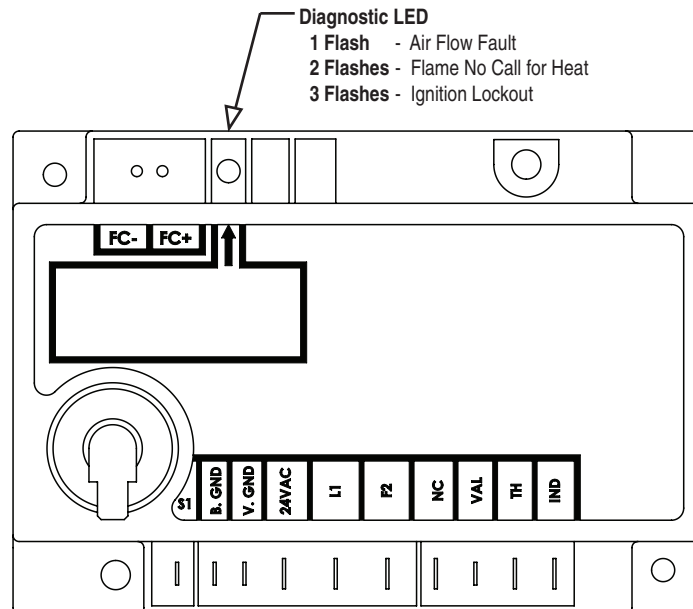 Diagnostic LED
1 Flash - Air Flow Fault
2 Flashes - Flame No Call for Heat
3 Flashes - Ignition Lockout
FC- FC+
S1 B. GND V. GND 24VAC L1 F2 NC VAL TH IND